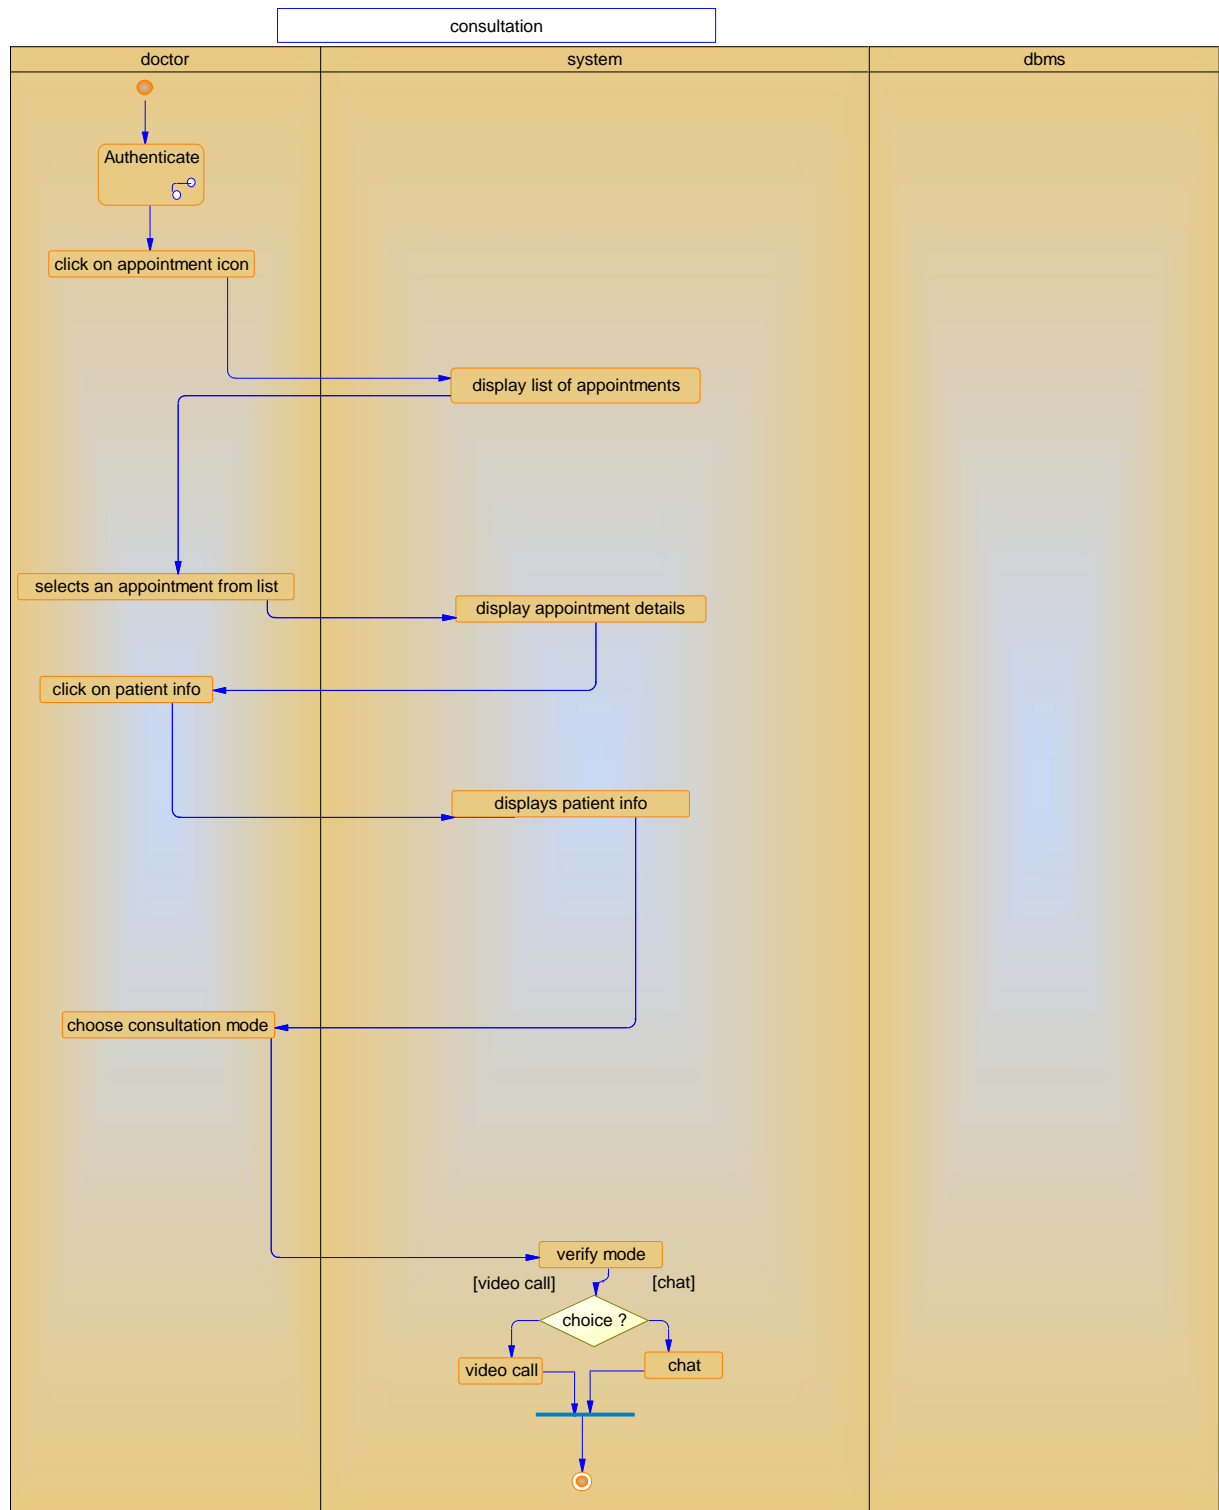 consultation
doctor
system
dbms
Authenticate
click on appointment icon
display list of appointments
selects an appointment from list
display appointment details
click on patient info
displays patient info
choose consultation mode
verify mode
[video call]
[chat]
choice ?
video call
chat